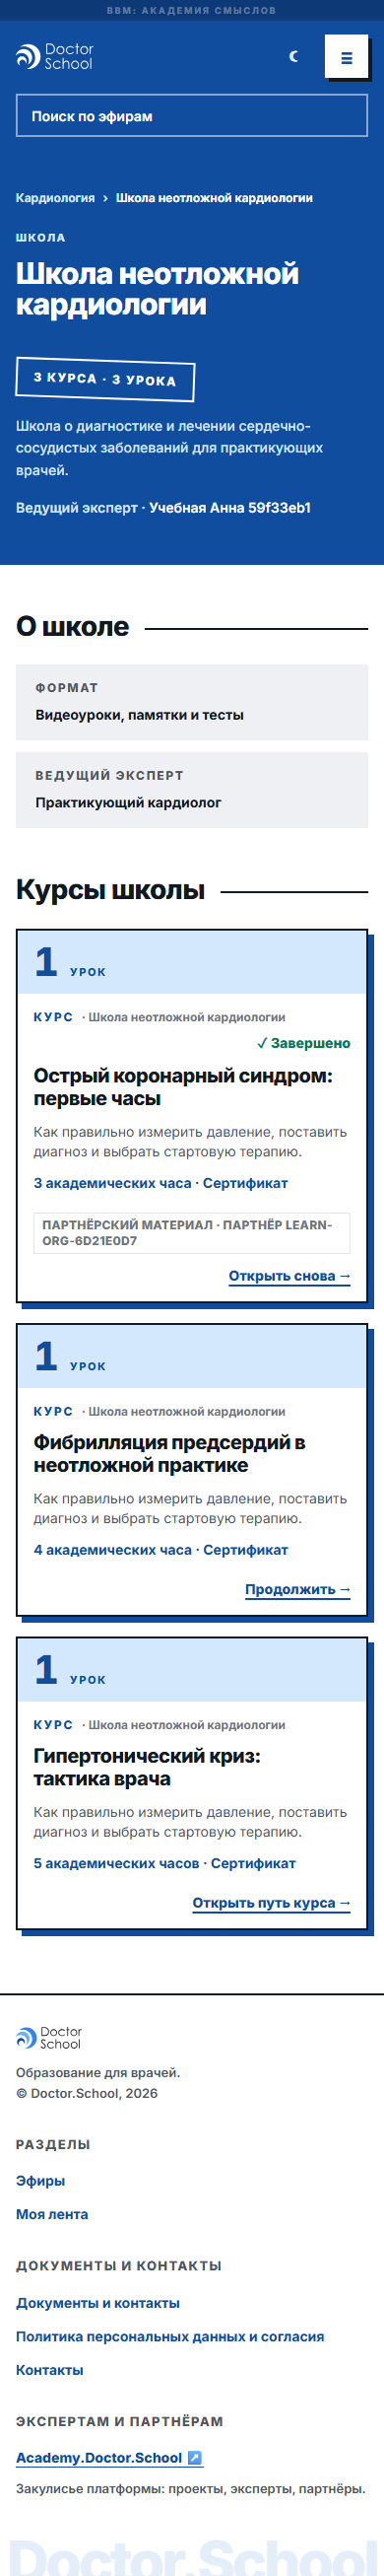 ВВМ: АКАДЕМИЯ СМЫСЛОВ
Doctor
School
Поиск по эфирам
Кардиология › Школа неотложной кардиологии
ШКОЛА
Школа неотложной
кардиологии
3 КУРСА · 3 УРОКА
Школа о диагностике и лечении сердечно-
сосудистых заболеваний для практикующих
врачей.
Ведущий эксперт · Учебная Анна 59f33eb1
О школе
ФОРМАТ
Видеоуроки, памятки и тесты
ВЕДУЩИЙ ЭКСПЕРТ
Практикующий кардиолог
Курсы школы
1 УРОК
КУРС · Школа неотложной кардиологии
✓ Завершено
Острый коронарный синдром:
первые часы
Как правильно измерить давление, поставить
диагноз и выбрать стартовую терапию.
3 академических часа · Сертификат
ПАРТНЁРСКИЙ МАТЕРИАЛ · ПАРТНЁР LEARN-
ORG-6D21E0D7
Открыть снова →
1 УРОК
КУРС · Школа неотложной кардиологии
Фибрилляция предсердий в
неотложной практике
Как правильно измерить давление, поставить
диагноз и выбрать стартовую терапию.
4 академических часа · Сертификат
Продолжить →
1 УРОК
КУРС · Школа неотложной кардиологии
Гипертонический криз:
тактика врача
Как правильно измерить давление, поставить
диагноз и выбрать стартовую терапию.
5 академических часов · Сертификат
Открыть путь курса →
Doctor
School
Образование для врачей.
© Doctor.School, 2026
РАЗДЕЛЫ
Эфиры
Моя лента
ДОКУМЕНТЫ И КОНТАКТЫ
Документы и контакты
Политика персональных данных и согласия
Контакты
ЭКСПЕРТАМ И ПАРТНЁРАМ
Academy.Doctor.School ↗
Закулисье платформы: проекты, эксперты, партнёры.
Doctor.School